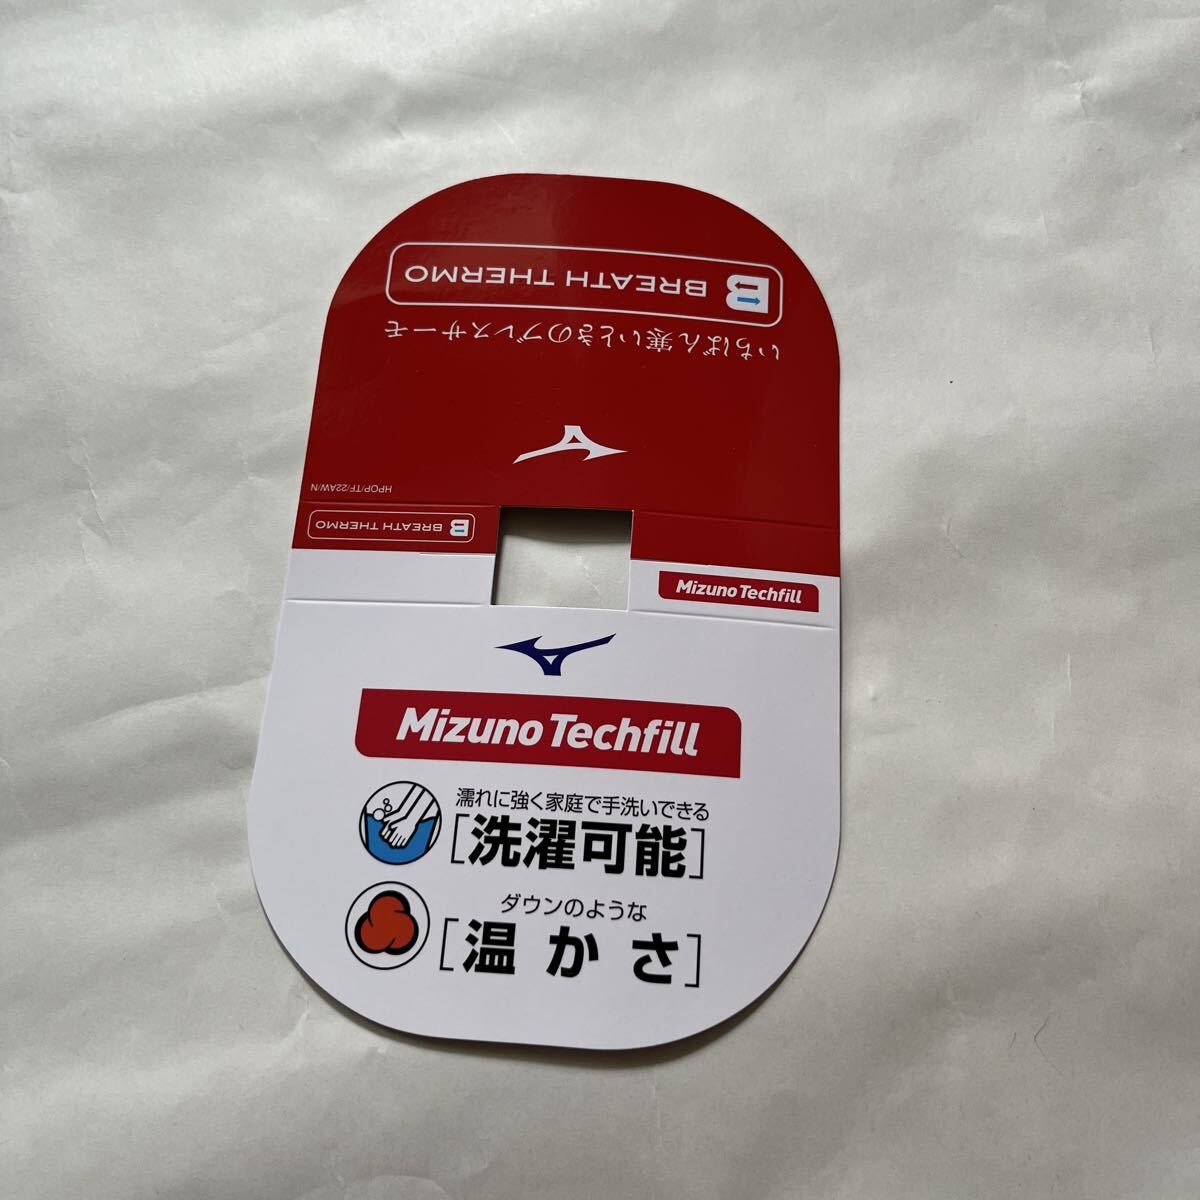 BREATH THERMO
いちばん寒いときのブレスサーモ
HPOP/TF/22AW/N
BREATH THERMO
Mizuno Techfill
Mizuno Techfill
濡れに強く家庭で手洗いできる
[洗濯可能]
ダウンのような
[温かさ]